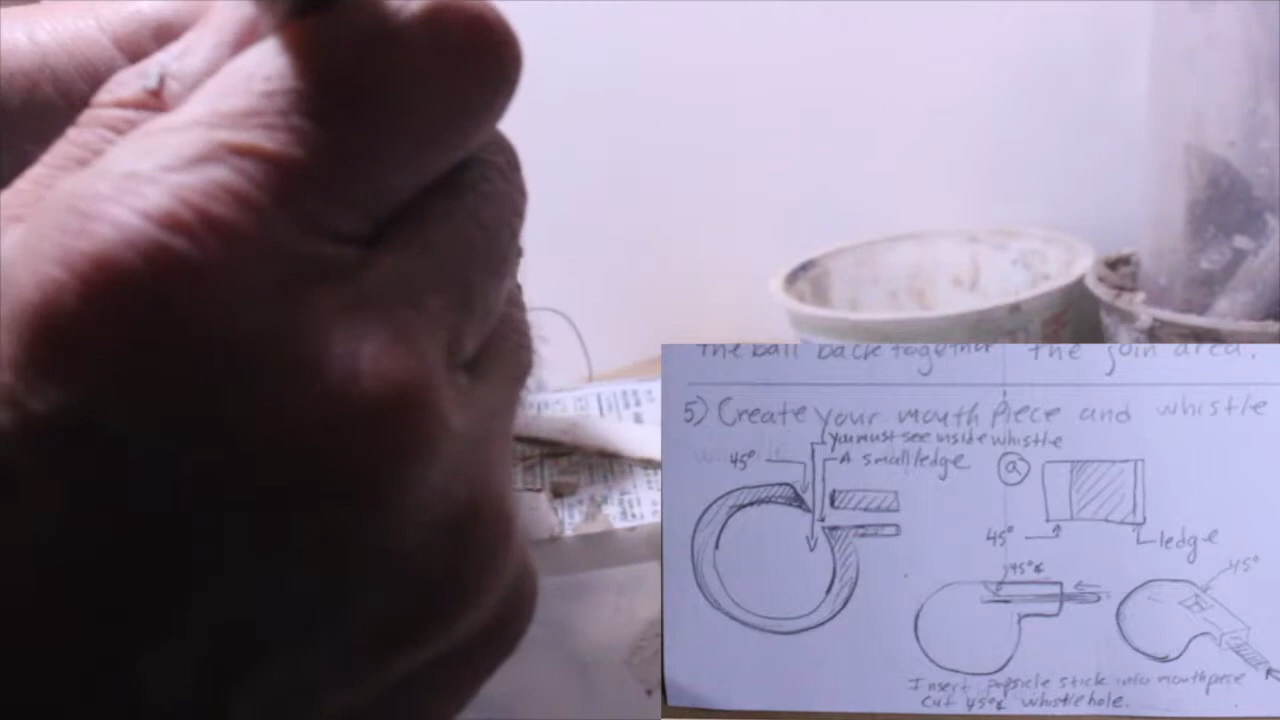 the ball back together the join area.
5) Create your mouth piece and whistle
you must see inside whistle
45° A small ledge
a
45° ledge
45°∡ 45°
Insert popsicle stick into mouthpiece
Cut 45°∡ whistle hole.